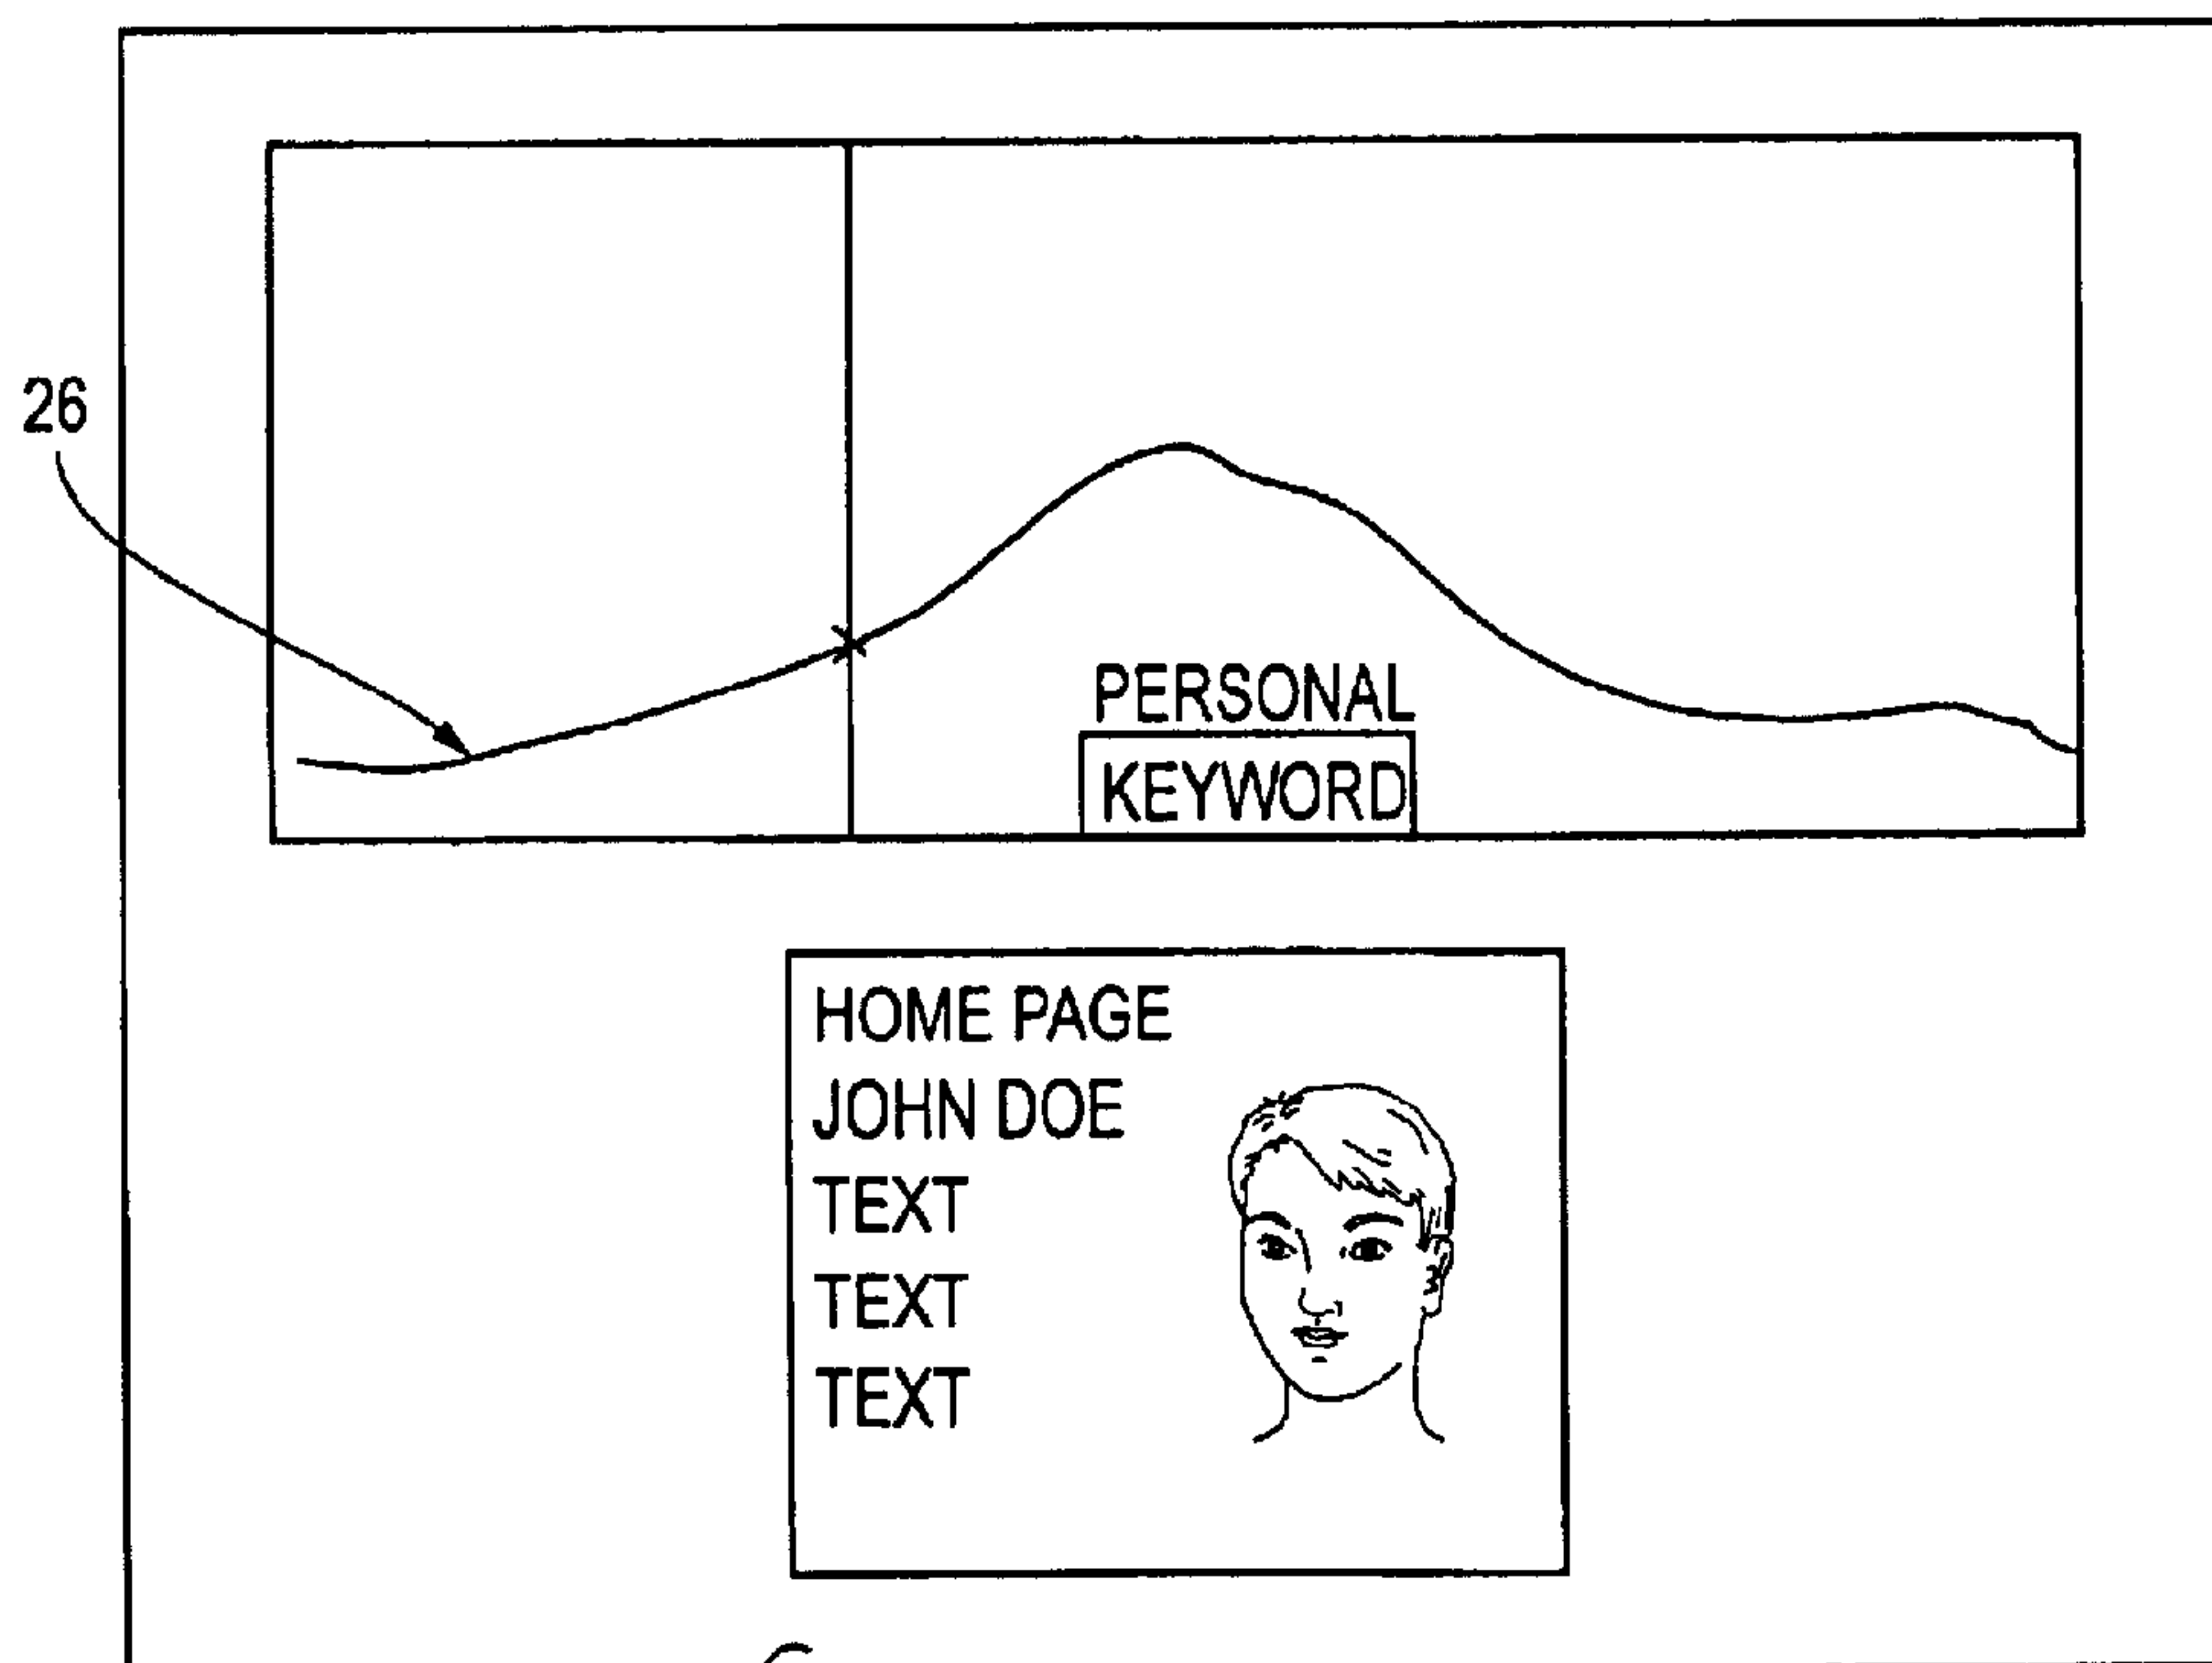 26
PERSONAL
KEYWORD
HOME PAGE
JOHN DOE
TEXT
TEXT
TEXT